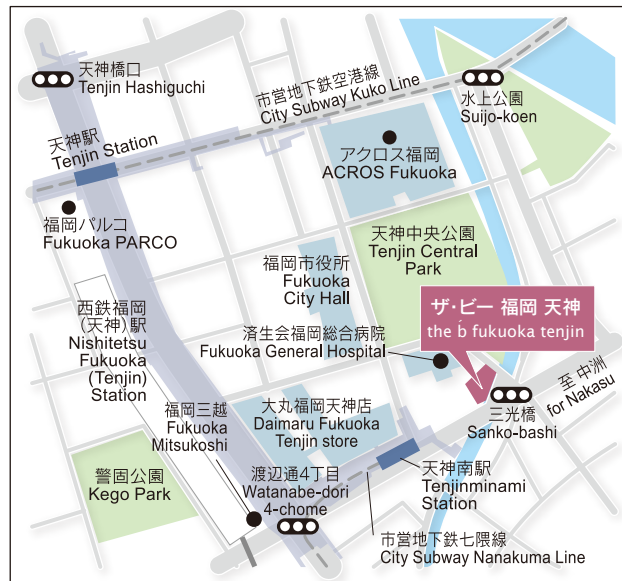 天神橋口
Tenjin Hashiguchi
市営地下鉄空港線
City Subway Kuko Line
水上公園
Suijo-koen
天神駅
Tenjin Station
アクロス福岡
ACROS Fukuoka
福岡パルコ
Fukuoka PARCO
天神中央公園
Tenjin Central
Park
福岡市役所
Fukuoka
City Hall
ザ・ビー 福岡 天神
the b fukuoka tenjin
西鉄福岡
(天神)駅
Nishitetsu
Fukuoka
(Tenjin)
Station
済生会福岡総合病院
Fukuoka General Hospital
至 中洲
for Nakasu
三光橋
Sanko-bashi
福岡三越
Fukuoka
Mitsukoshi
大丸福岡天神店
Daimaru Fukuoka
Tenjin store
警固公園
Kego Park
渡辺通4丁目
Watanabe-dori
4-chome
天神南駅
Tenjinminami
Station
市営地下鉄七隈線
City Subway Nanakuma Line